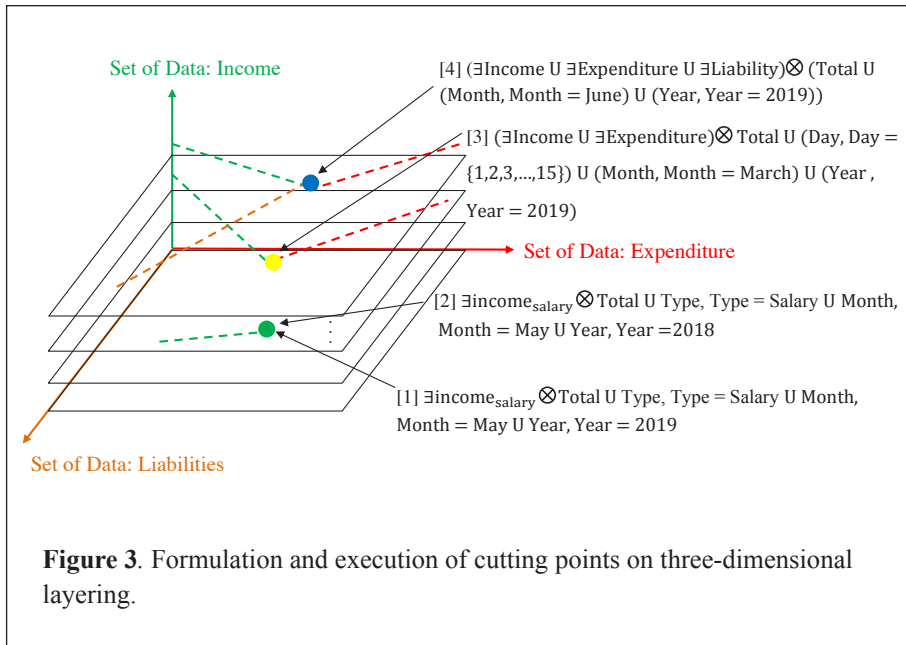 Set of Data: Income
[4] (∃Income U ∃Expenditure U ∃Liability)⊗ (Total U
(Month, Month = June) U (Year, Year = 2019))
[3] (∃Income U ∃Expenditure)⊗ Total U (Day, Day =
{1,2,3,…,15}) U (Month, Month = March) U (Year ,
Year = 2019)
Set of Data: Expenditure
[2] ∃income_salary ⊗ Total U Type, Type = Salary U Month,
Month = May U Year, Year =2018
[1] ∃income_salary ⊗ Total U Type, Type = Salary U Month,
Month = May U Year, Year = 2019
Set of Data: Liabilities
Figure 3. Formulation and execution of cutting points on three-dimensional
layering.